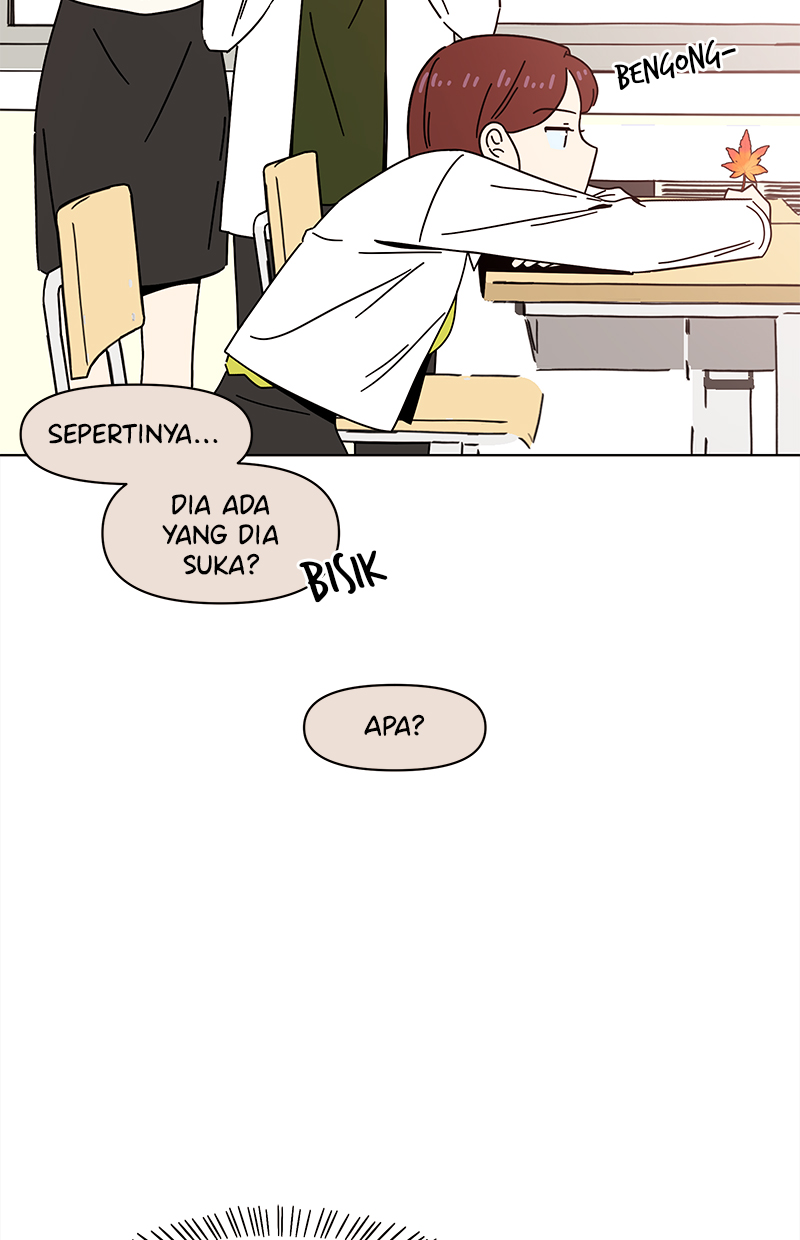 BENGONG-
SEPERTINYA...
DIA ADA
YANG DIA
SUKA?
BISIK
APA?